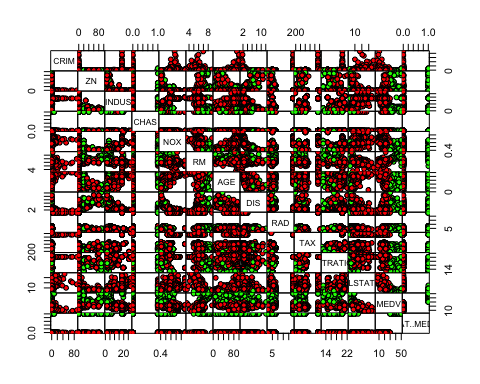 0 80 0.0 1.0 4 8 2 10 200 10 0.0 1.0
CRIM 0
ZN
0 INDUS 0
0.0 CHAS
NOX 0.4
4 RM
AGE 0
2 DIS
RAD 5
200 TAX
TRATI 14
10 LSTAT
MEDV 10
0.0 AT..MED
0 80 0 20 0.4 0 80 5 14 22 10 50